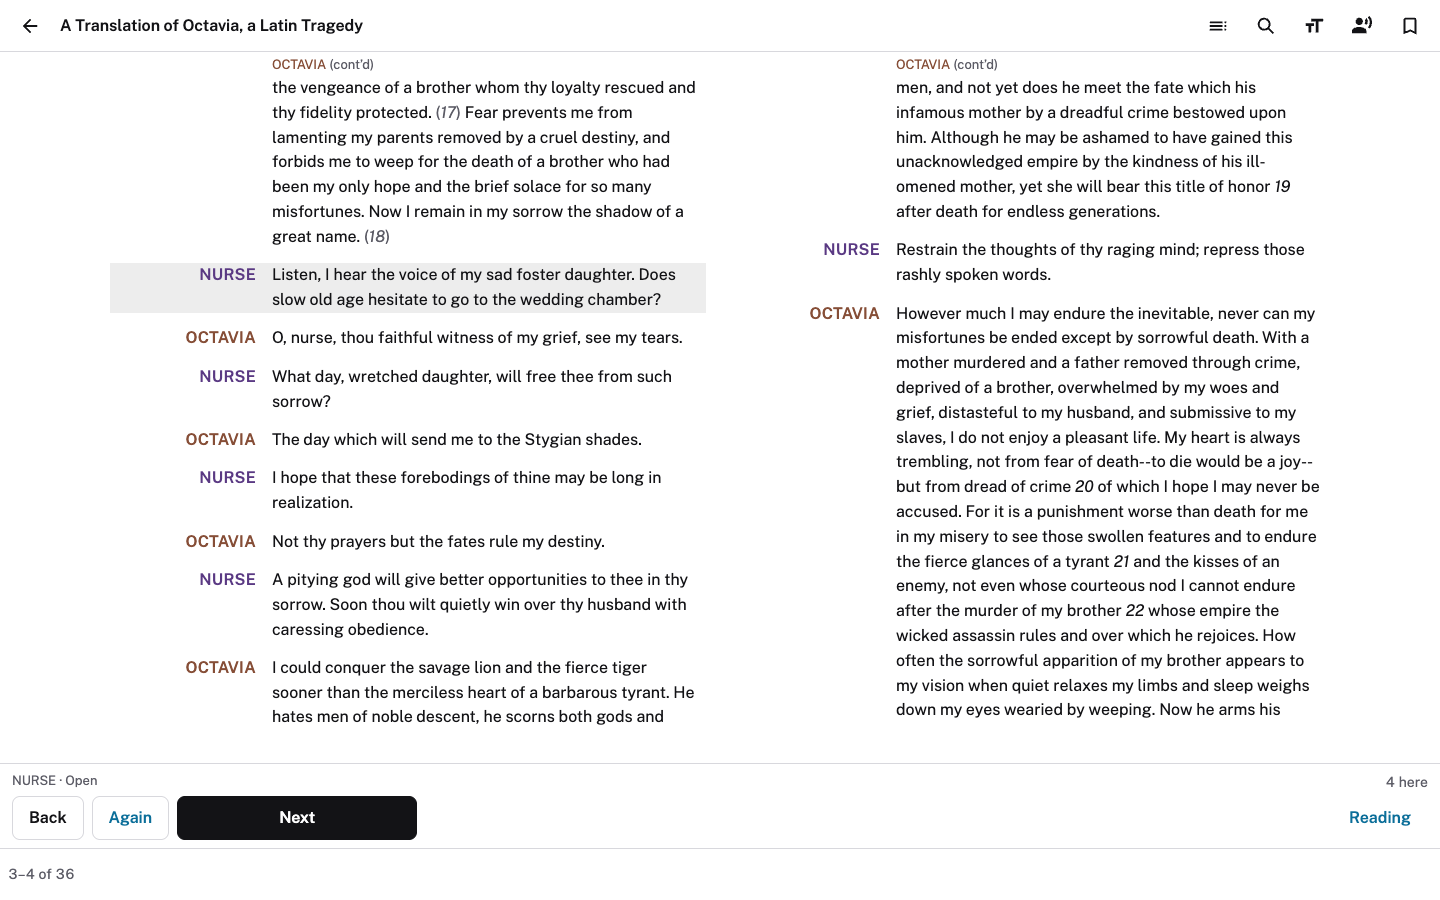 A Translation of Octavia, a Latin Tragedy
OCTAVIA (cont'd)
the vengeance of a brother whom thy loyalty rescued and
thy fidelity protected. (17) Fear prevents me from
lamenting my parents removed by a cruel destiny, and
forbids me to weep for the death of a brother who had
been my only hope and the brief solace for so many
misfortunes. Now I remain in my sorrow the shadow of a
great name. (18)
NURSE Listen, I hear the voice of my sad foster daughter. Does
slow old age hesitate to go to the wedding chamber?
OCTAVIA O, nurse, thou faithful witness of my grief, see my tears.
NURSE What day, wretched daughter, will free thee from such
sorrow?
OCTAVIA The day which will send me to the Stygian shades.
NURSE I hope that these forebodings of thine may be long in
realization.
OCTAVIA Not thy prayers but the fates rule my destiny.
NURSE A pitying god will give better opportunities to thee in thy
sorrow. Soon thou wilt quietly win over thy husband with
caressing obedience.
OCTAVIA I could conquer the savage lion and the fierce tiger
sooner than the merciless heart of a barbarous tyrant. He
hates men of noble descent, he scorns both gods and
OCTAVIA (cont'd)
men, and not yet does he meet the fate which his
infamous mother by a dreadful crime bestowed upon
him. Although he may be ashamed to have gained this
unacknowledged empire by the kindness of his ill-
omened mother, yet she will bear this title of honor 19
after death for endless generations.
NURSE Restrain the thoughts of thy raging mind; repress those
rashly spoken words.
OCTAVIA However much I may endure the inevitable, never can my
misfortunes be ended except by sorrowful death. With a
mother murdered and a father removed through crime,
deprived of a brother, overwhelmed by my woes and
grief, distasteful to my husband, and submissive to my
slaves, I do not enjoy a pleasant life. My heart is always
trembling, not from fear of death--to die would be a joy--
but from dread of crime 20 of which I hope I may never be
accused. For it is a punishment worse than death for me
in my misery to see those swollen features and to endure
the fierce glances of a tyrant 21 and the kisses of an
enemy, not even whose courteous nod I cannot endure
after the murder of my brother 22 whose empire the
wicked assassin rules and over which he rejoices. How
often the sorrowful apparition of my brother appears to
my vision when quiet relaxes my limbs and sleep weighs
down my eyes wearied by weeping. Now he arms his
NURSE · Open
4 here
Back Again Next Reading
3–4 of 36